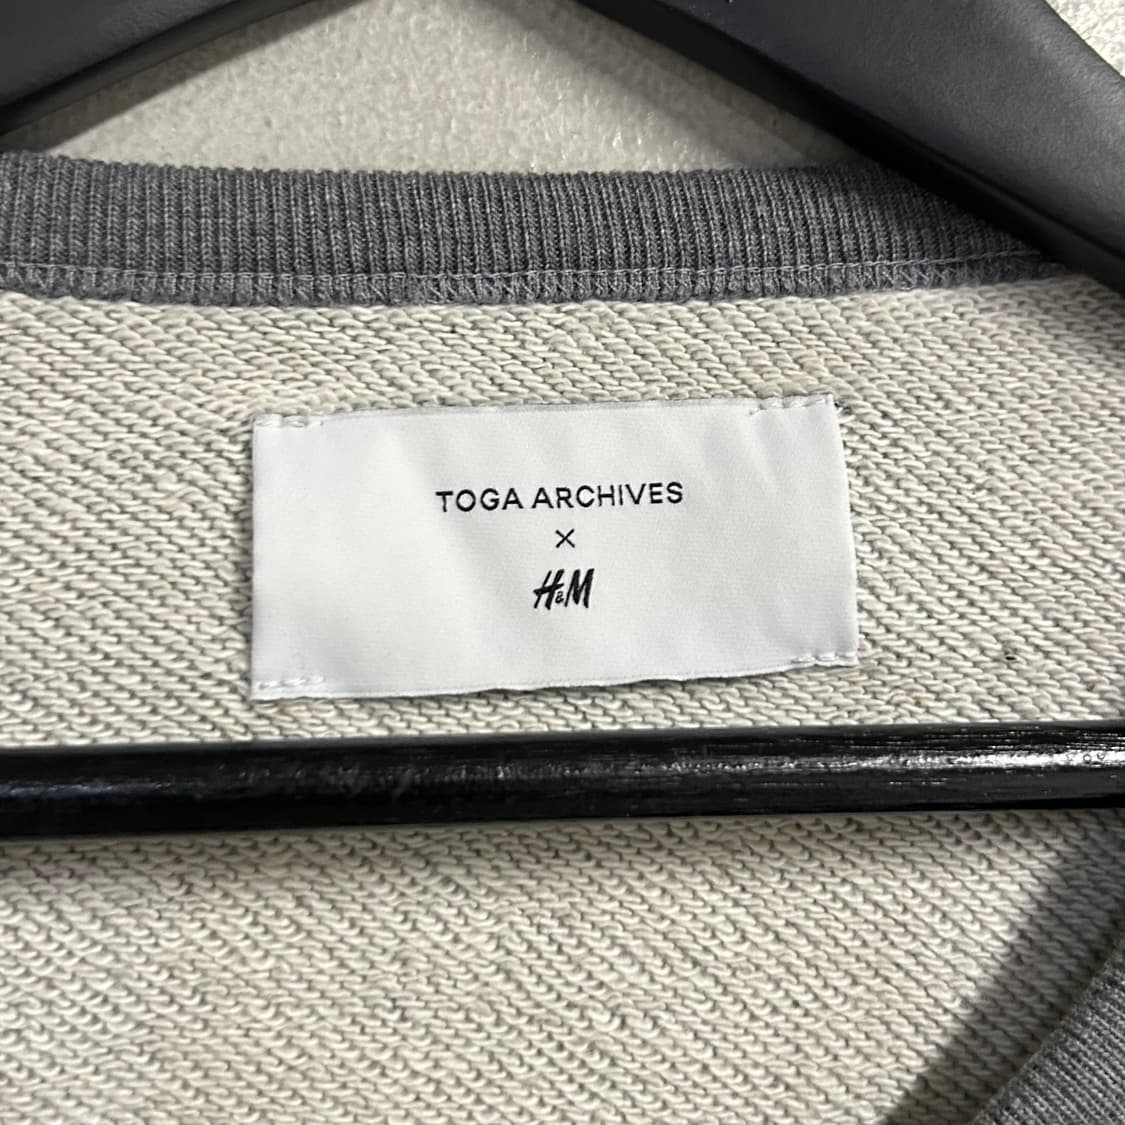 TOGA ARCHIVES
×
H&M